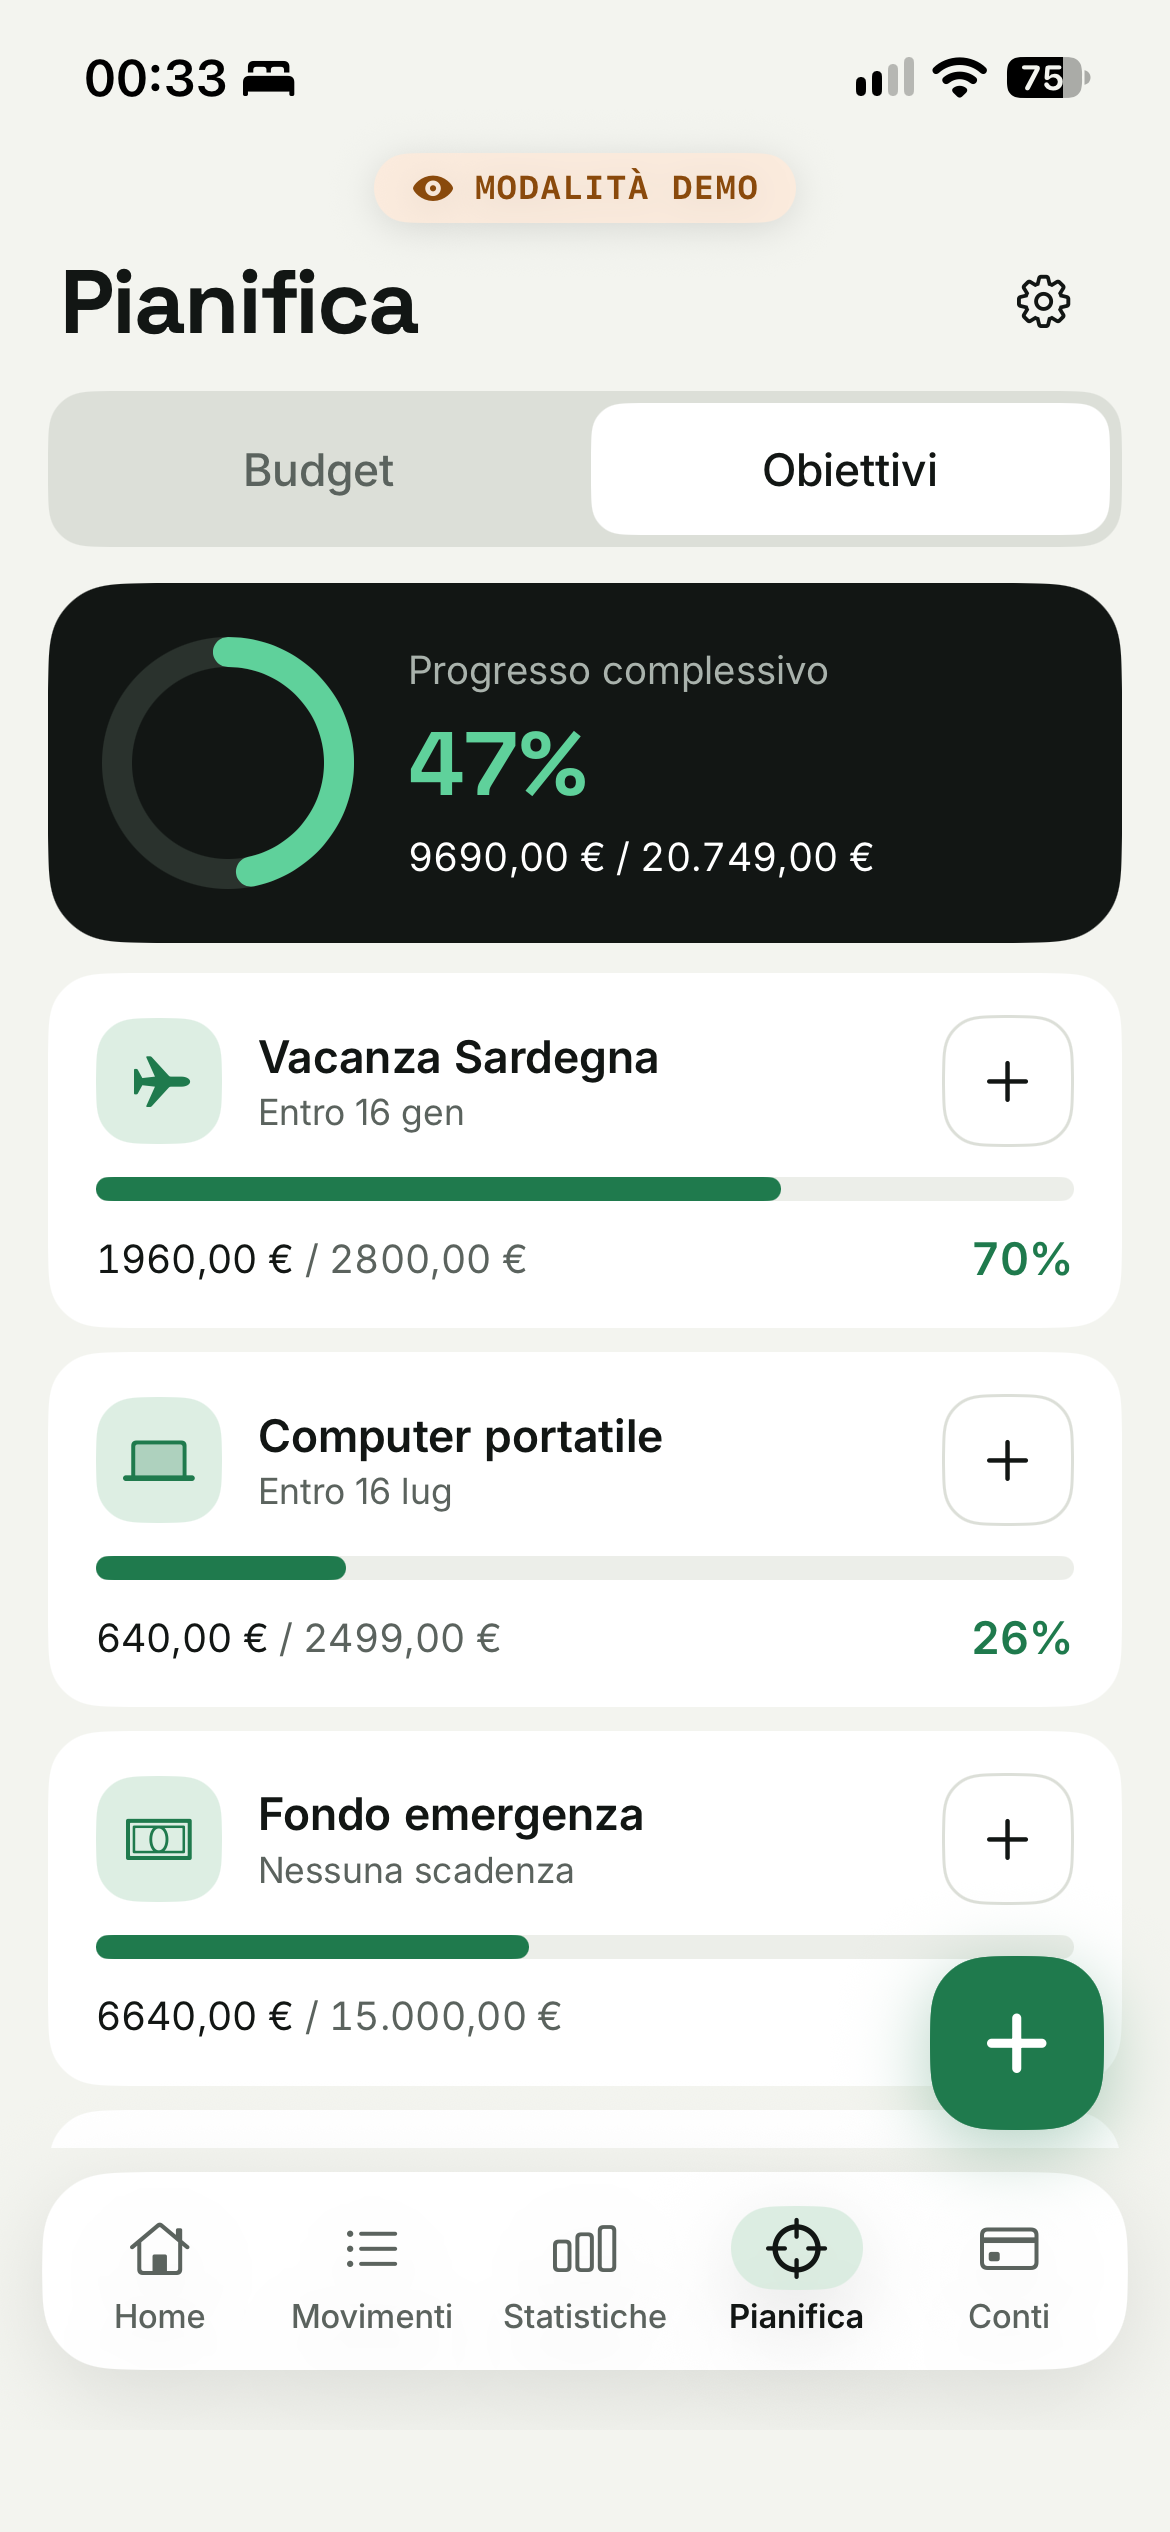 00:33
75
MODALITÀ DEMO
Pianifica
Budget
Obiettivi
Progresso complessivo
47%
9690,00 € / 20.749,00 €
Vacanza Sardegna
Entro 16 gen
1960,00 € / 2800,00 €
70%
Computer portatile
Entro 16 lug
640,00 € / 2499,00 €
26%
Fondo emergenza
Nessuna scadenza
6640,00 € / 15.000,00 €
Home
Movimenti
Statistiche
Pianifica
Conti